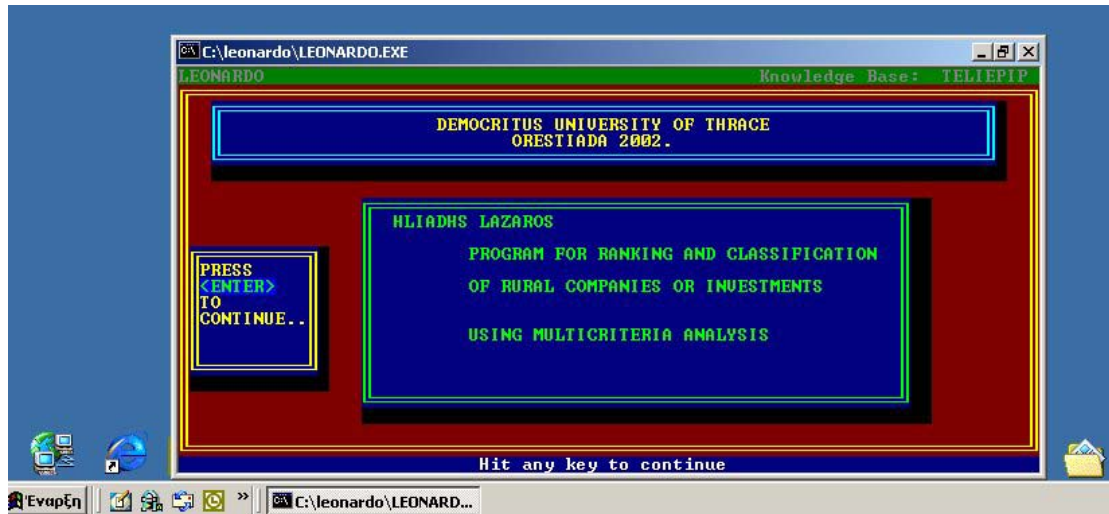 C:\leonardo\LEONARDO.EXE
LEONARDO Knowledge Base: TELIEPIP
DEMOCRITUS UNIVERSITY OF THRACE
ORESTIADA 2002.
HLIADHS LAZAROS
PROGRAM FOR RANKING AND CLASSIFICATION
OF RURAL COMPANIES OR INVESTMENTS
USING MULTICRITERIA ANALYSIS
PRESS
<ENTER>
TO
CONTINUE..
Hit any key to continue
Έναρξη » C:\leonardo\LEONARD...